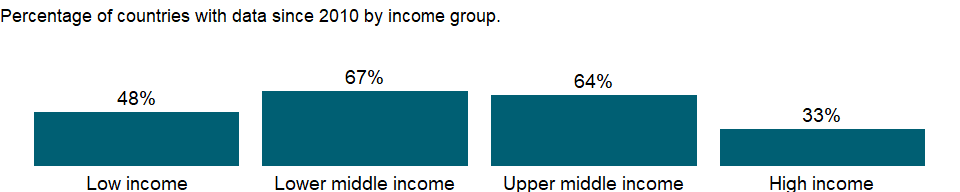 Percentage of countries with data since 2010 by income group.
67%
64%
48%
33%
Low income
Lower middle income
Upper middle income
High income